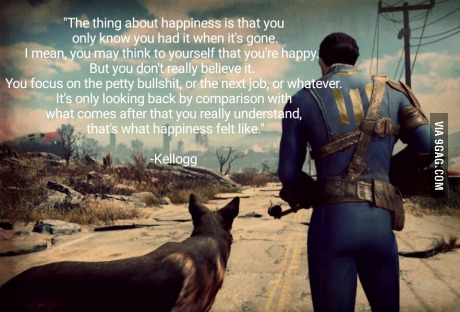 "The thing about happiness is that you
only know you had it when it's gone.
I mean, you may think to yourself that you're happy.
But you don't really believe it.
You focus on the petty bullshit, or the next job, or whatever.
It's only looking back by comparison with
what comes after that you really understand,
that's what happiness felt like."
-Kellogg
VIA 9GAG.COM